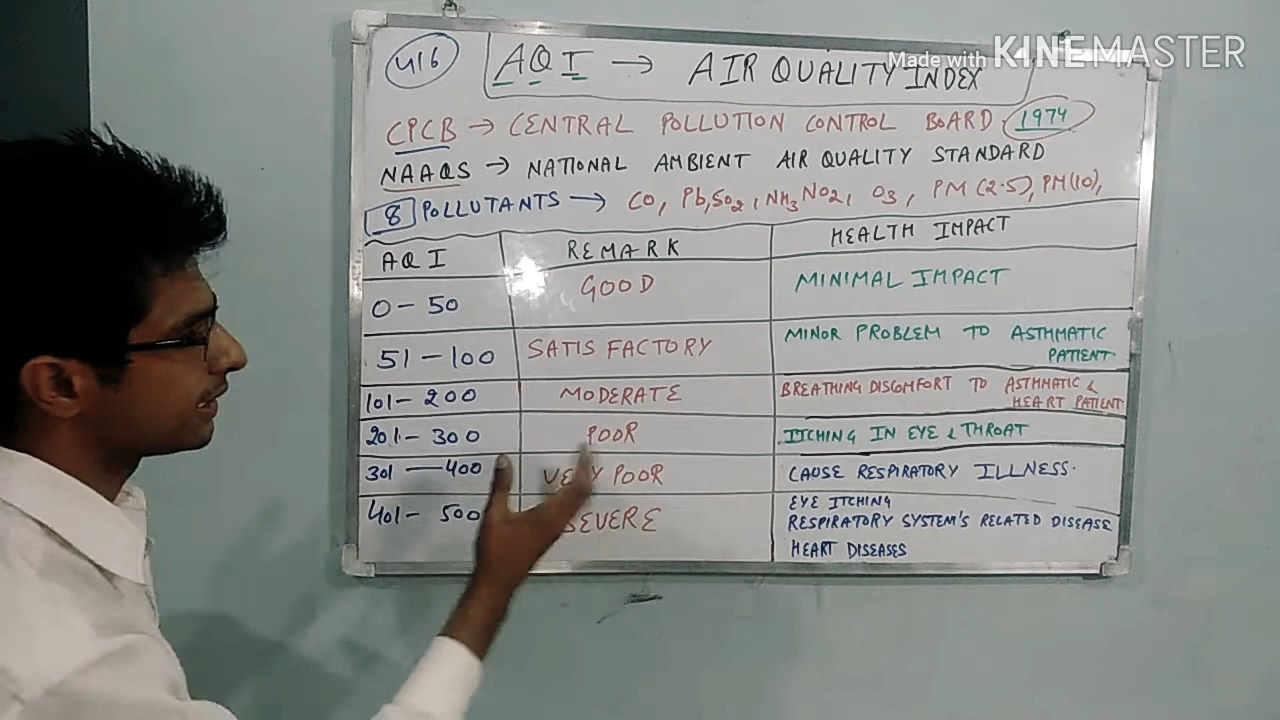 Made with KINEMASTER
416 AQI → AIR QUALITY INDEX
CPCB → CENTRAL POLLUTION CONTROL BOARD. 1974
NAAQS → NATIONAL AMBIENT AIR QUALITY STANDARD
8 POLLUTANTS → CO, Pb, SO2, NH3 NO2, O3, PM (2.5), PM(10),
AQI REMARK HEALTH IMPACT
0 - 50 GOOD MINIMAL IMPACT
51 - 100 SATISFACTORY MINOR PROBLEM TO ASTHMATIC
PATIENT.
101 - 200 MODERATE BREATHING DISCOMFORT TO ASTHMATIC &
HEART PATIENT
201 - 300 POOR ITCHING IN EYE & THROAT
301 — 400 VERY POOR CAUSE RESPIRATORY ILLNESS.
401 - 500 SEVERE EYE ITCHING
RESPIRATORY SYSTEM'S RELATED DISEASE
HEART DISEASES